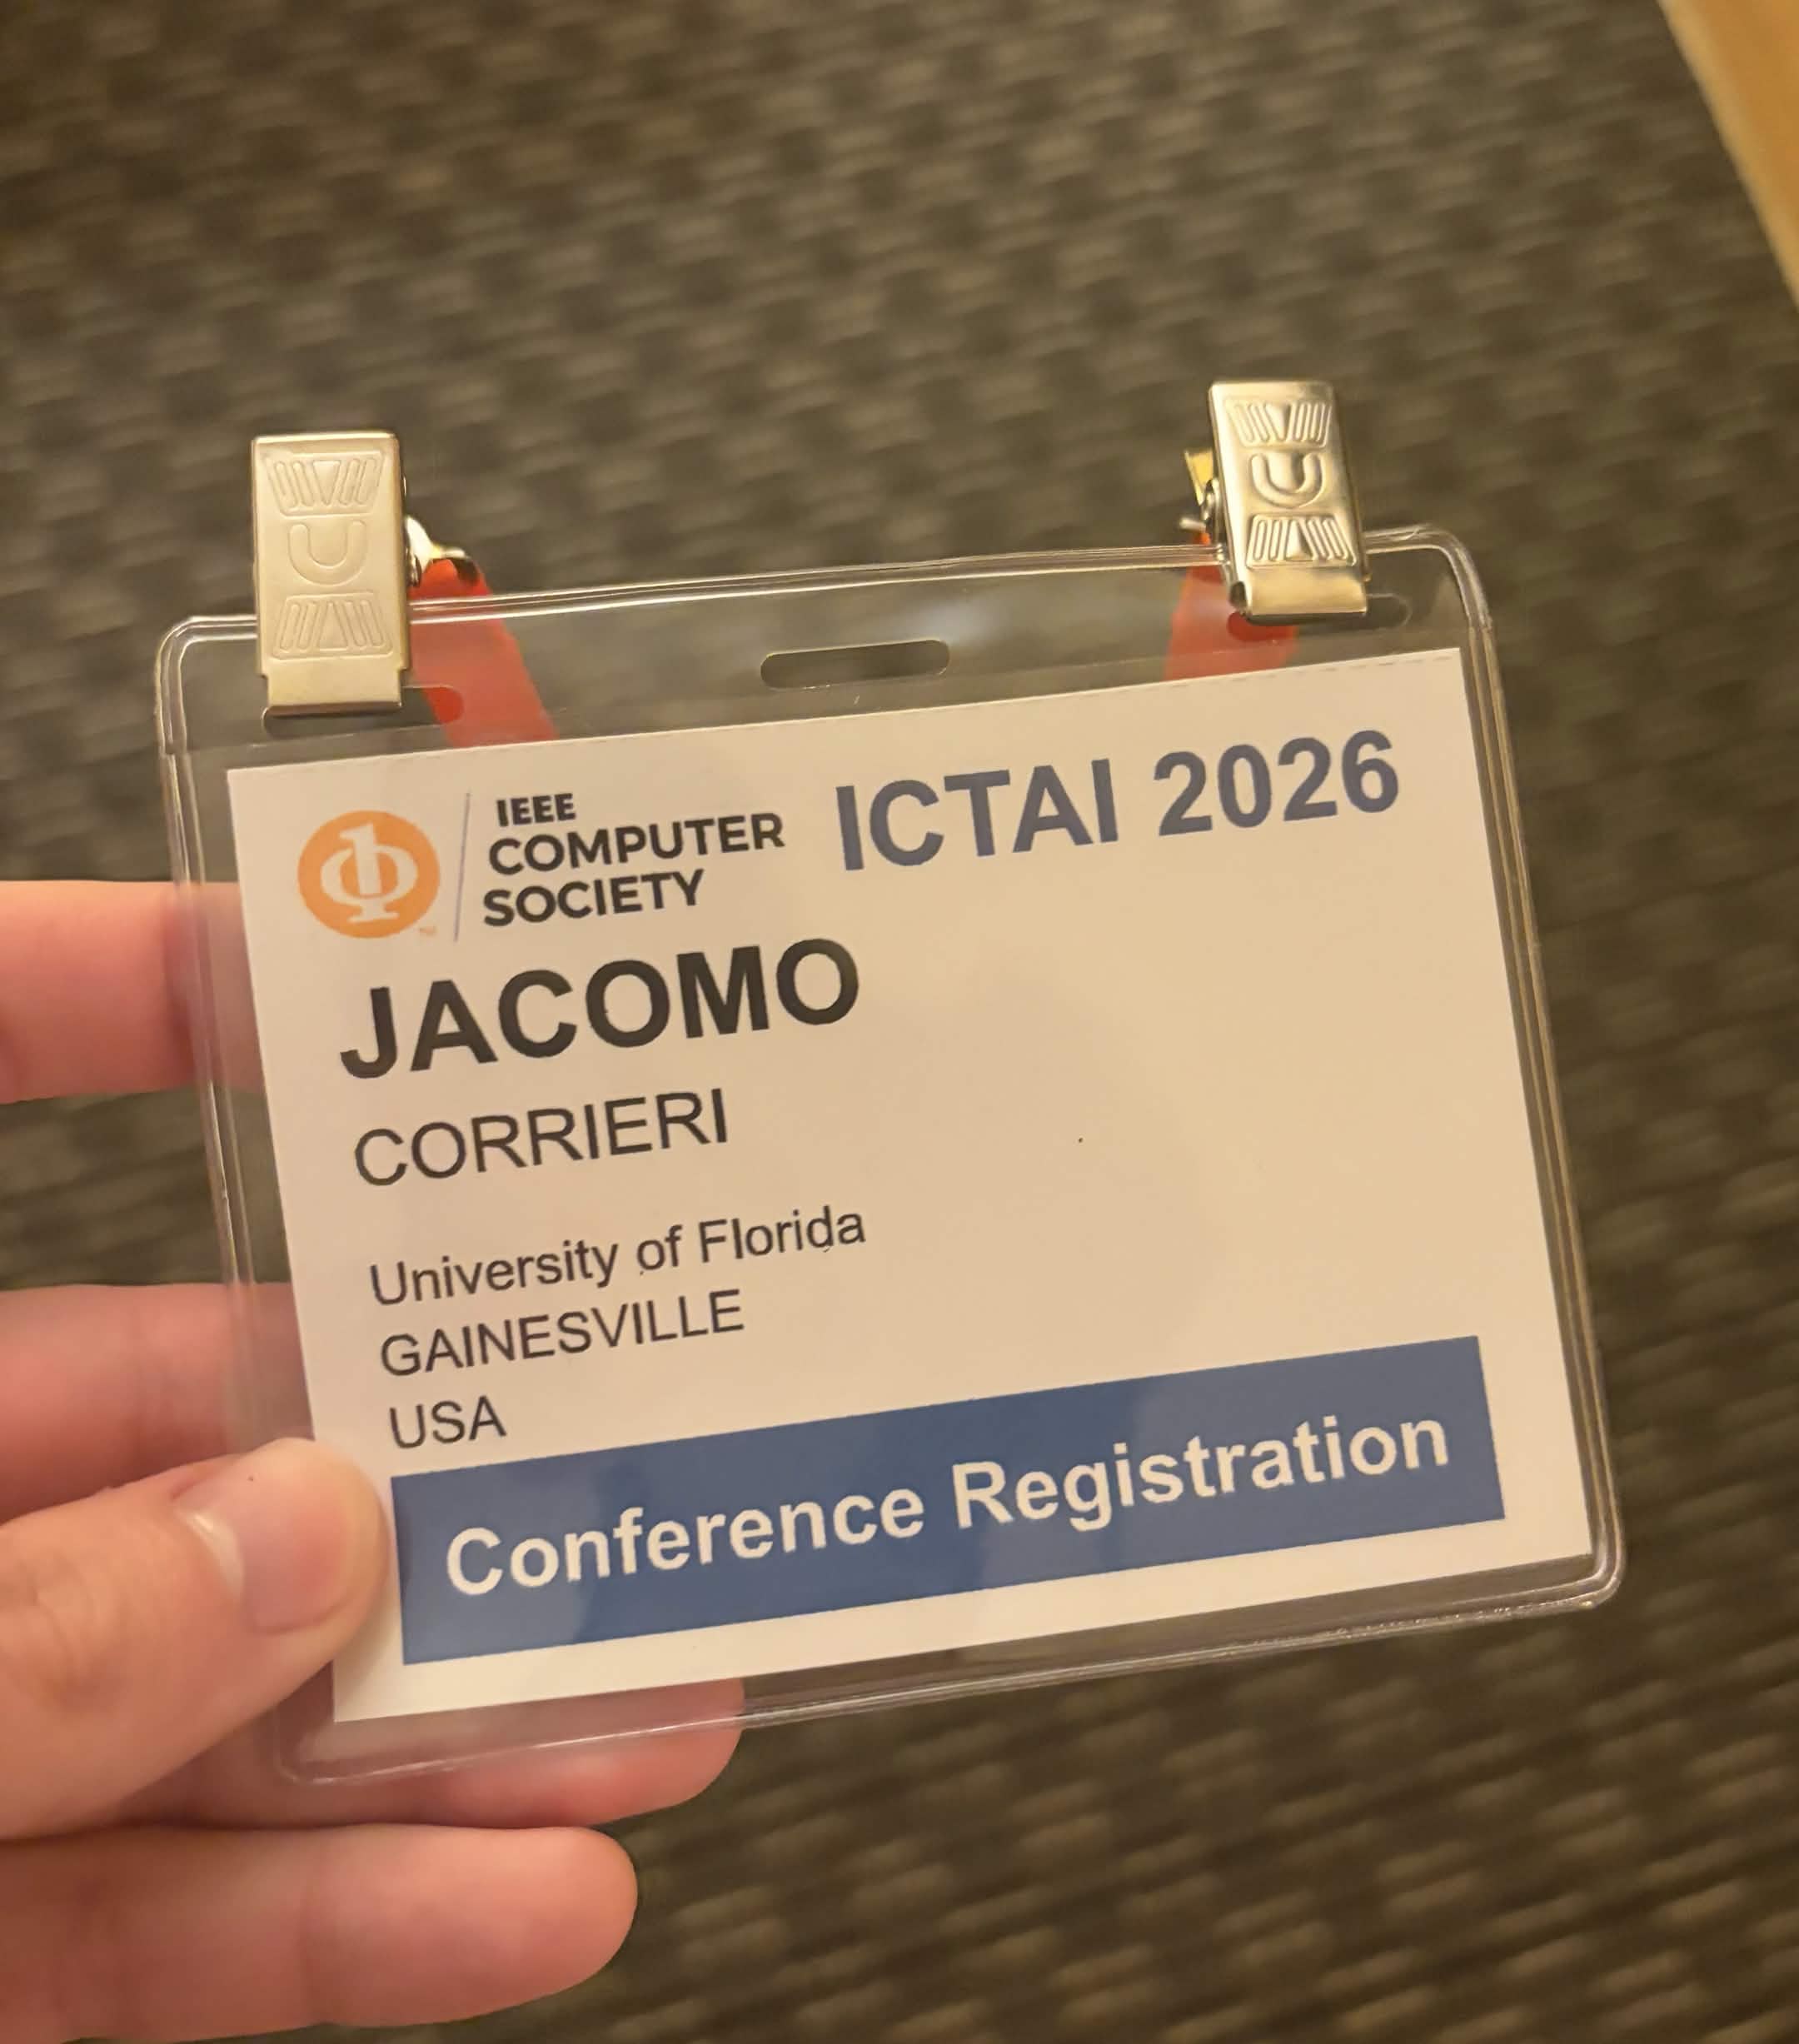 IEEE
COMPUTER
SOCIETY
ICTAI 2026
JACOMO
CORRIERI
University of Florida
GAINESVILLE
USA
Conference Registration